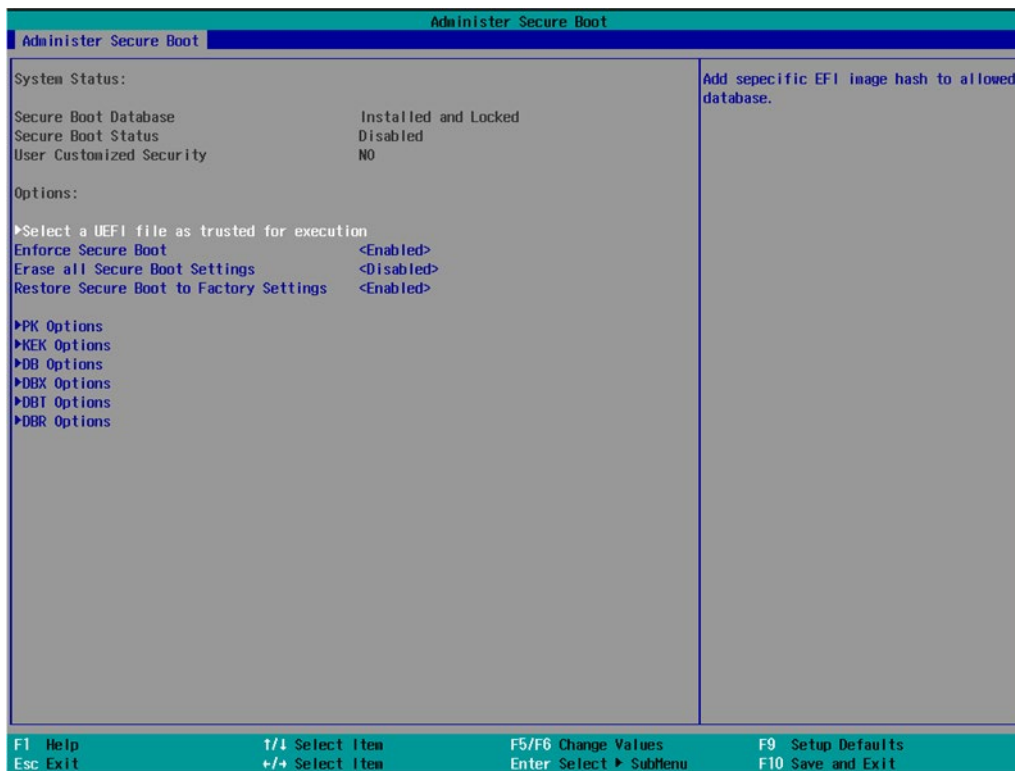 Administer Secure Boot
Administer Secure Boot
System Status:
Secure Boot Database Installed and Locked
Secure Boot Status Disabled
User Customized Security NO
Options:
▶Select a UEFI file as trusted for execution
Enforce Secure Boot <Enabled>
Erase all Secure Boot Settings <Disabled>
Restore Secure Boot to Factory Settings <Enabled>
▶PK Options
▶KEK Options
▶DB Options
▶DBX Options
▶DBT Options
▶DBR Options
Add sepecific EFI image hash to allowed
database.
F1 Help ↑/↓ Select Item F5/F6 Change Values F9 Setup Defaults
Esc Exit ←/→ Select Item Enter Select ▶ SubMenu F10 Save and Exit